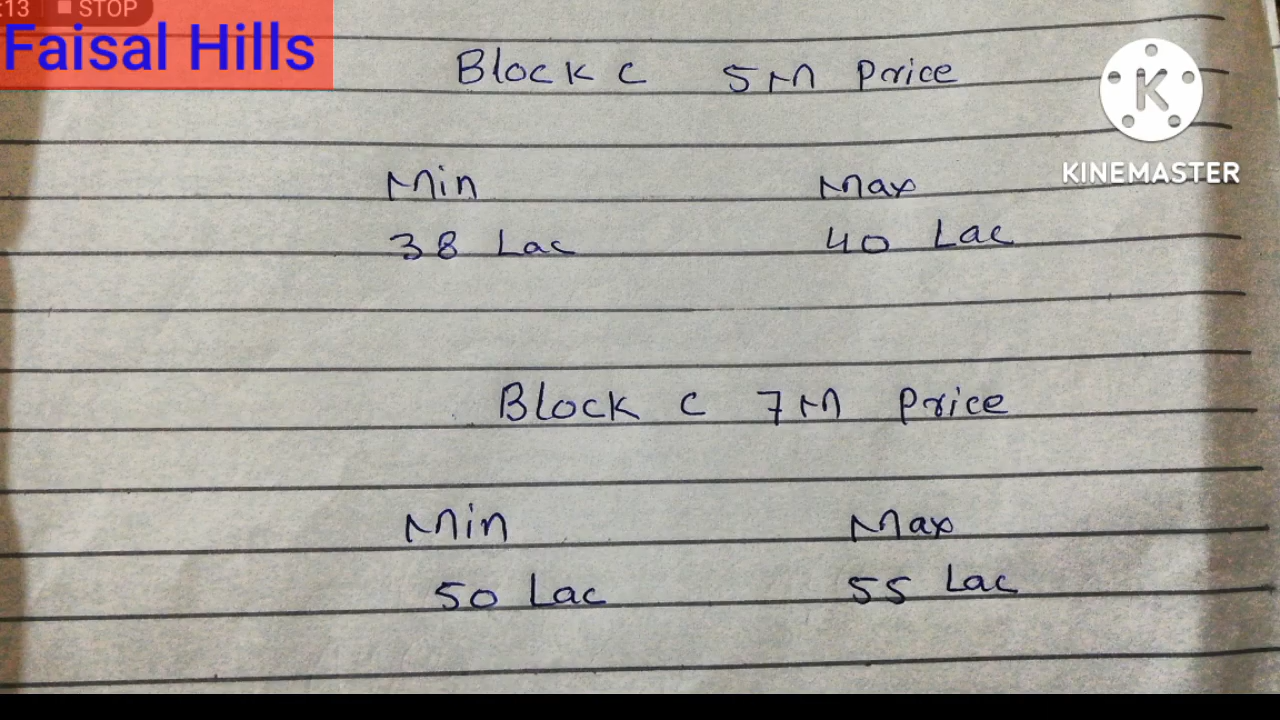 :13 STOP
Faisal Hills
Block C 5M Price
KINEMASTER
Min Max
38 Lac 40 Lac
Block C 7M Price
Min Max
50 Lac 55 Lac